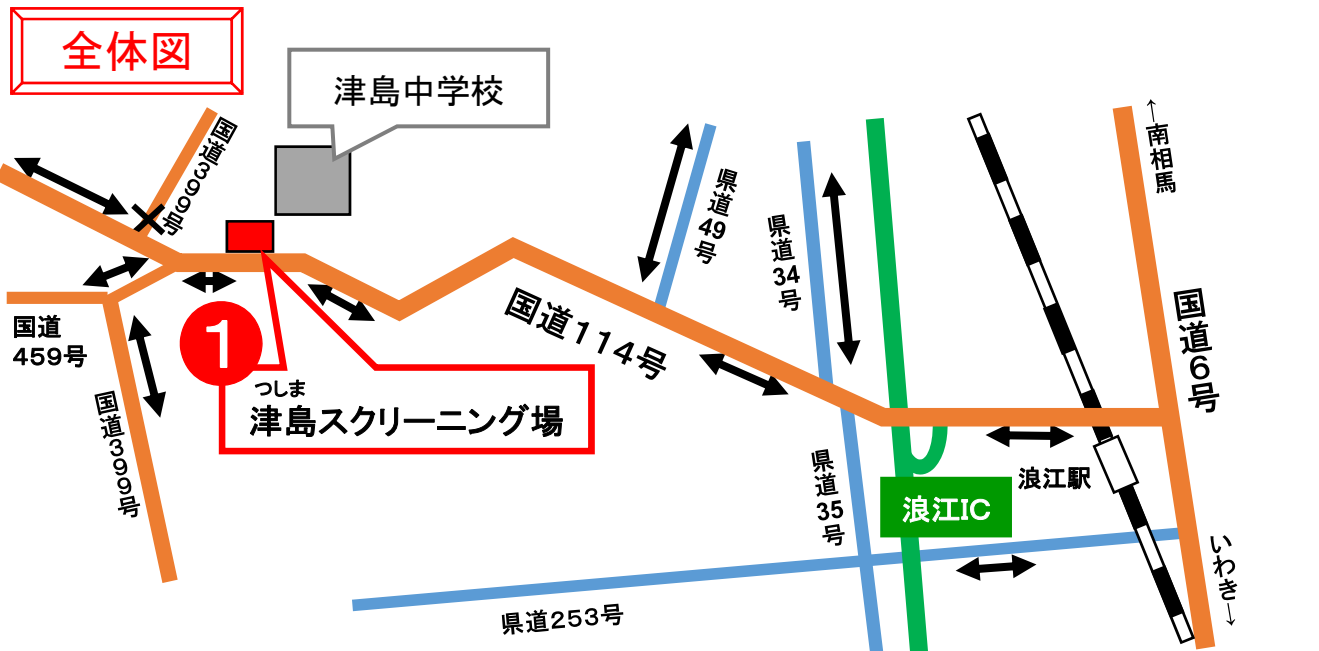 全体図
津島中学校
国道399号
国道
459号
国道399号
1
つしま
津島スクリーニング場
国道114号
県道49号
県道34号
県道35号
県道253号
浪江IC
浪江駅
国道6号
←南相馬
いわき→